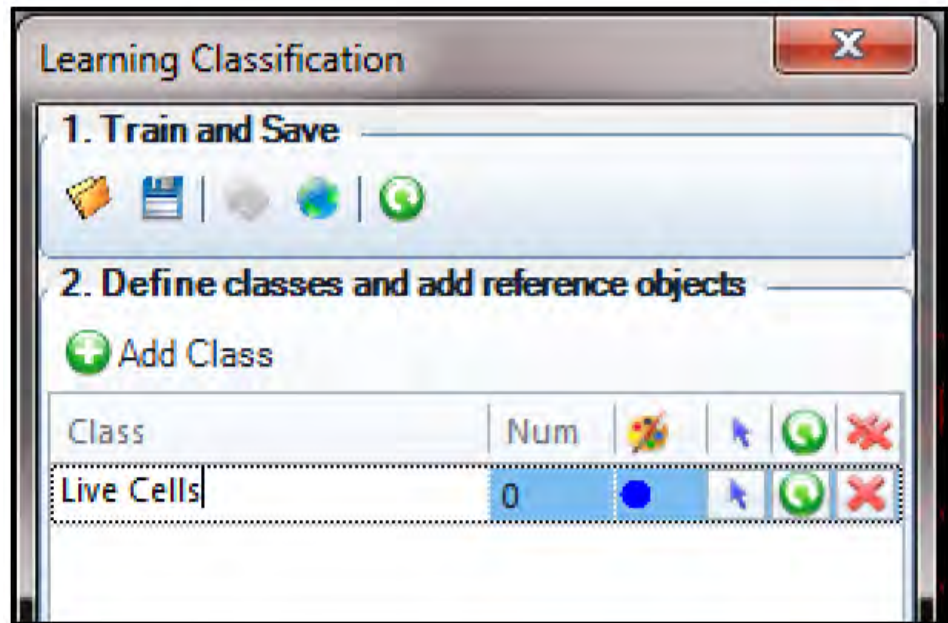 Learning Classification
1. Train and Save
2. Define classes and add reference objects
Add Class
Class Num
Live Cells 0